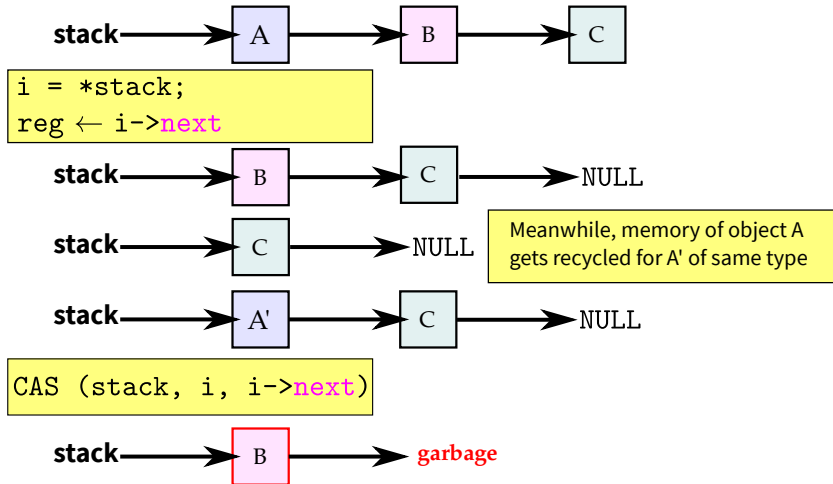 stack A B C
i = *stack;
reg ← i->next
stack B C NULL
stack C NULL
Meanwhile, memory of object A
gets recycled for A' of same type
stack A' C NULL
CAS (stack, i, i->next)
stack B garbage